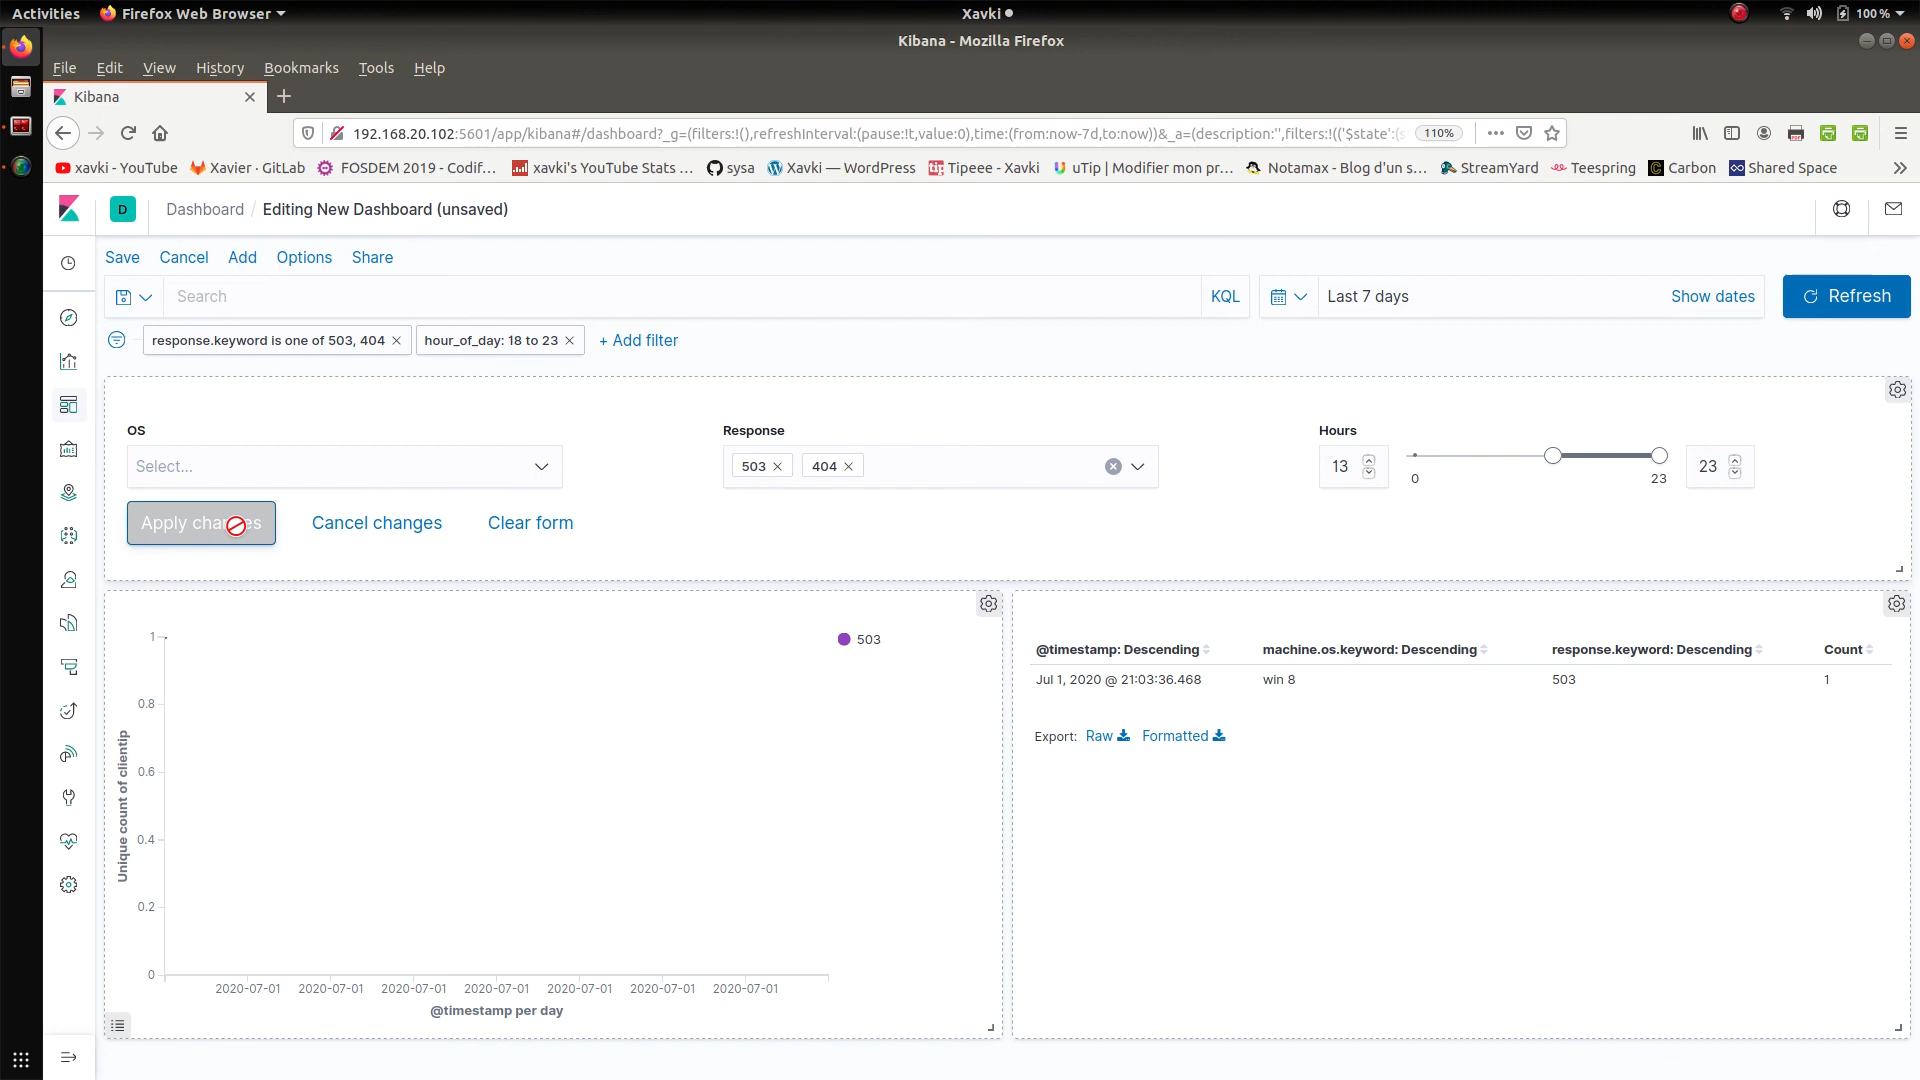 Activities Firefox Web Browser Xavki 100 %
Kibana - Mozilla Firefox
File Edit View History Bookmarks Tools Help
Kibana
192.168.20.102:5601/app/kibana#/dashboard?_g=(filters:!(),refreshInterval:(pause:!t,value:0),time:(from:now-7d,to:now))&_a=(description:'',filters:!(('$state':( 110%
xavki - YouTube Xavier · GitLab FOSDEM 2019 - Codif... xavki's YouTube Stats ... sysa Xavki — WordPress Tipeee - Xavki uTip | Modifier mon pr... Notamax - Blog d'un s... StreamYard Teespring Carbon Shared Space
D Dashboard / Editing New Dashboard (unsaved)
Save Cancel Add Options Share
Search KQL Last 7 days Show dates Refresh
response.keyword is one of 503, 404 hour_of_day: 18 to 23 + Add filter
OS Response Hours
Select... 503 404 13 23
0 23
Apply changes Cancel changes Clear form
503
Unique count of clientip
1
0.8
0.6
0.4
0.2
0
2020-07-01 2020-07-01 2020-07-01 2020-07-01 2020-07-01 2020-07-01 2020-07-01
@timestamp per day
@timestamp: Descending machine.os.keyword: Descending response.keyword: Descending Count
Jul 1, 2020 @ 21:03:36.468 win 8 503 1
Export: Raw Formatted